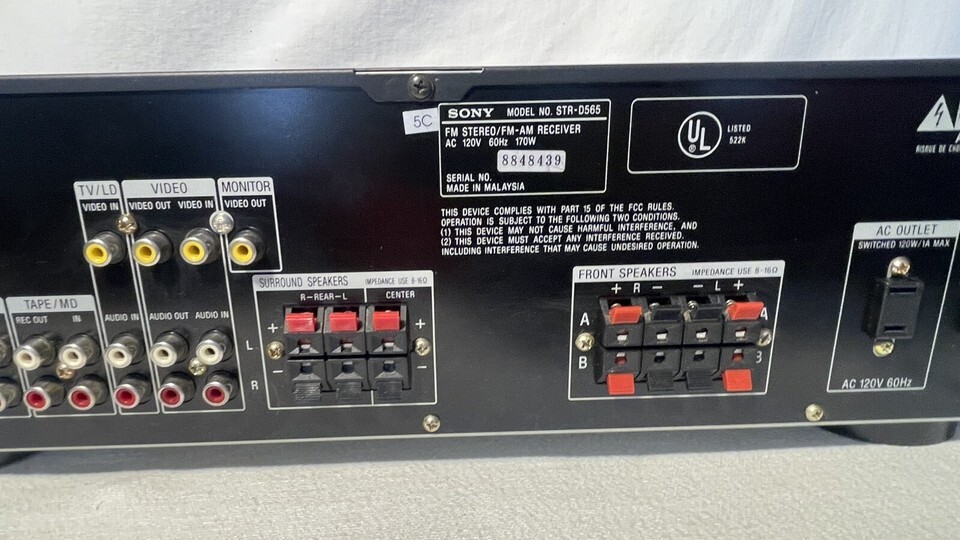 5C
SONY MODEL NO. STR-D565
FM STEREO/FM-AM RECEIVER
AC 120V 60Hz 170W
8848439
SERIAL NO.
MADE IN MALAYSIA
UL
LISTED
522K
THIS DEVICE COMPLIES WITH PART 15 OF THE FCC RULES.
OPERATION IS SUBJECT TO THE FOLLOWING TWO CONDITIONS.
(1) THIS DEVICE MAY NOT CAUSE HARMFUL INTERFERENCE, AND
(2) THIS DEVICE MUST ACCEPT ANY INTERFERENCE RECEIVED.
INCLUDING INTERFERENCE THAT MAY CAUSE UNDESIRED OPERATION.
TV/LD VIDEO MONITOR
VIDEO IN VIDEO OUT VIDEO IN VIDEO OUT
TAPE/MD
REC OUT IN AUDIO IN AUDIO OUT AUDIO IN
L
R
SURROUND SPEAKERS IMPEDANCE USE 8-16Ω
R-REAR-L CENTER
+ +
− −
FRONT SPEAKERS IMPEDANCE USE 8-16Ω
+ R − − L +
A A
B B
AC OUTLET
SWITCHED 120W/1A MAX
AC 120V 60Hz
RISQUE DE